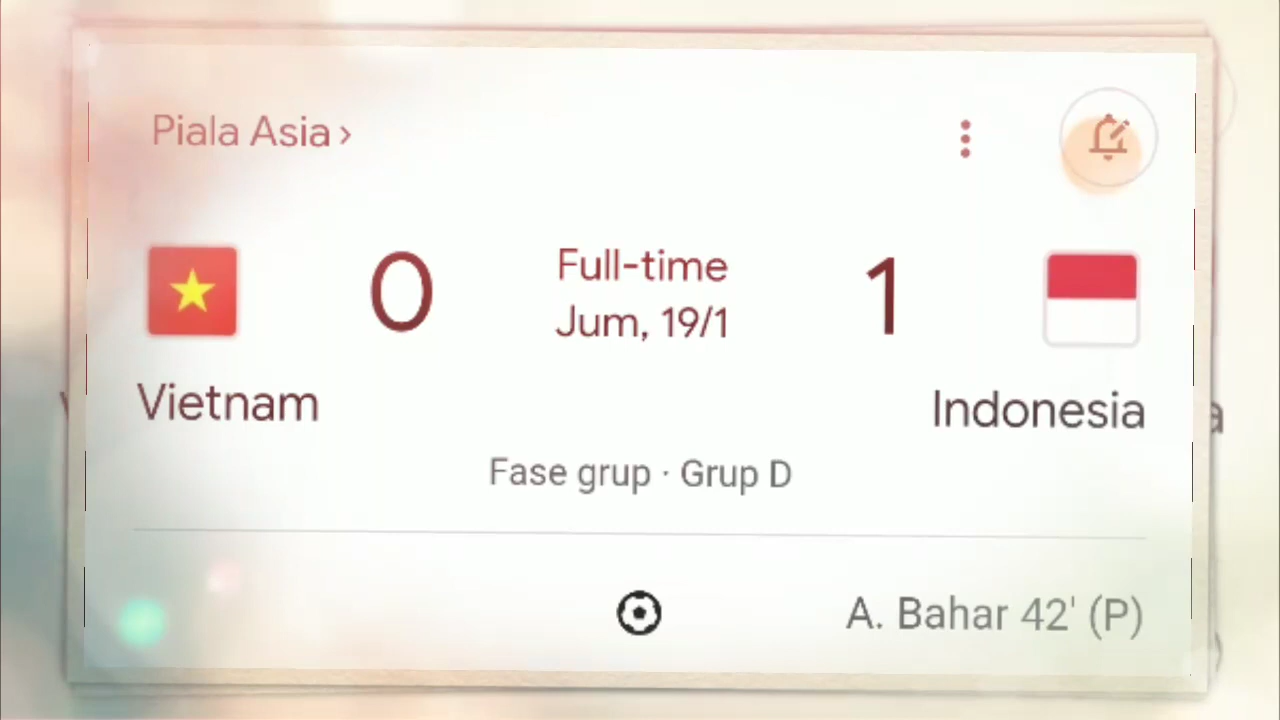 Piala Asia ›
0 Full-time 1
Jum, 19/1
Vietnam Indonesia
Fase grup · Grup D
A. Bahar 42' (P)